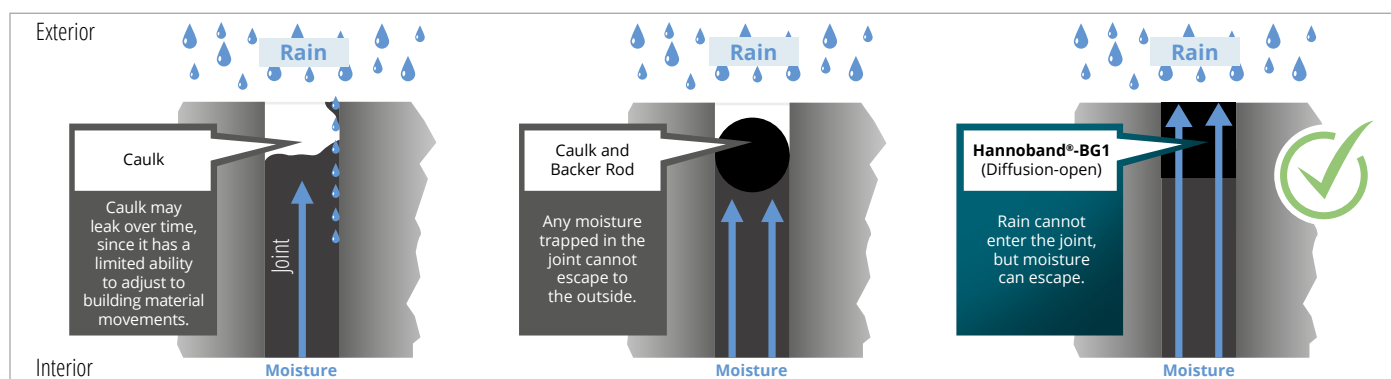 Exterior
Rain
Caulk
Caulk may
leak over time,
since it has a
limited ability
to adjust to
building material
movements.
Joint
Moisture
Rain
Caulk and
Backer Rod
Any moisture
trapped in the
joint cannot
escape to
the outside.
Moisture
Rain
Hannoband®-BG1
(Diffusion-open)
Rain cannot
enter the joint,
but moisture
can escape.
Moisture
Interior